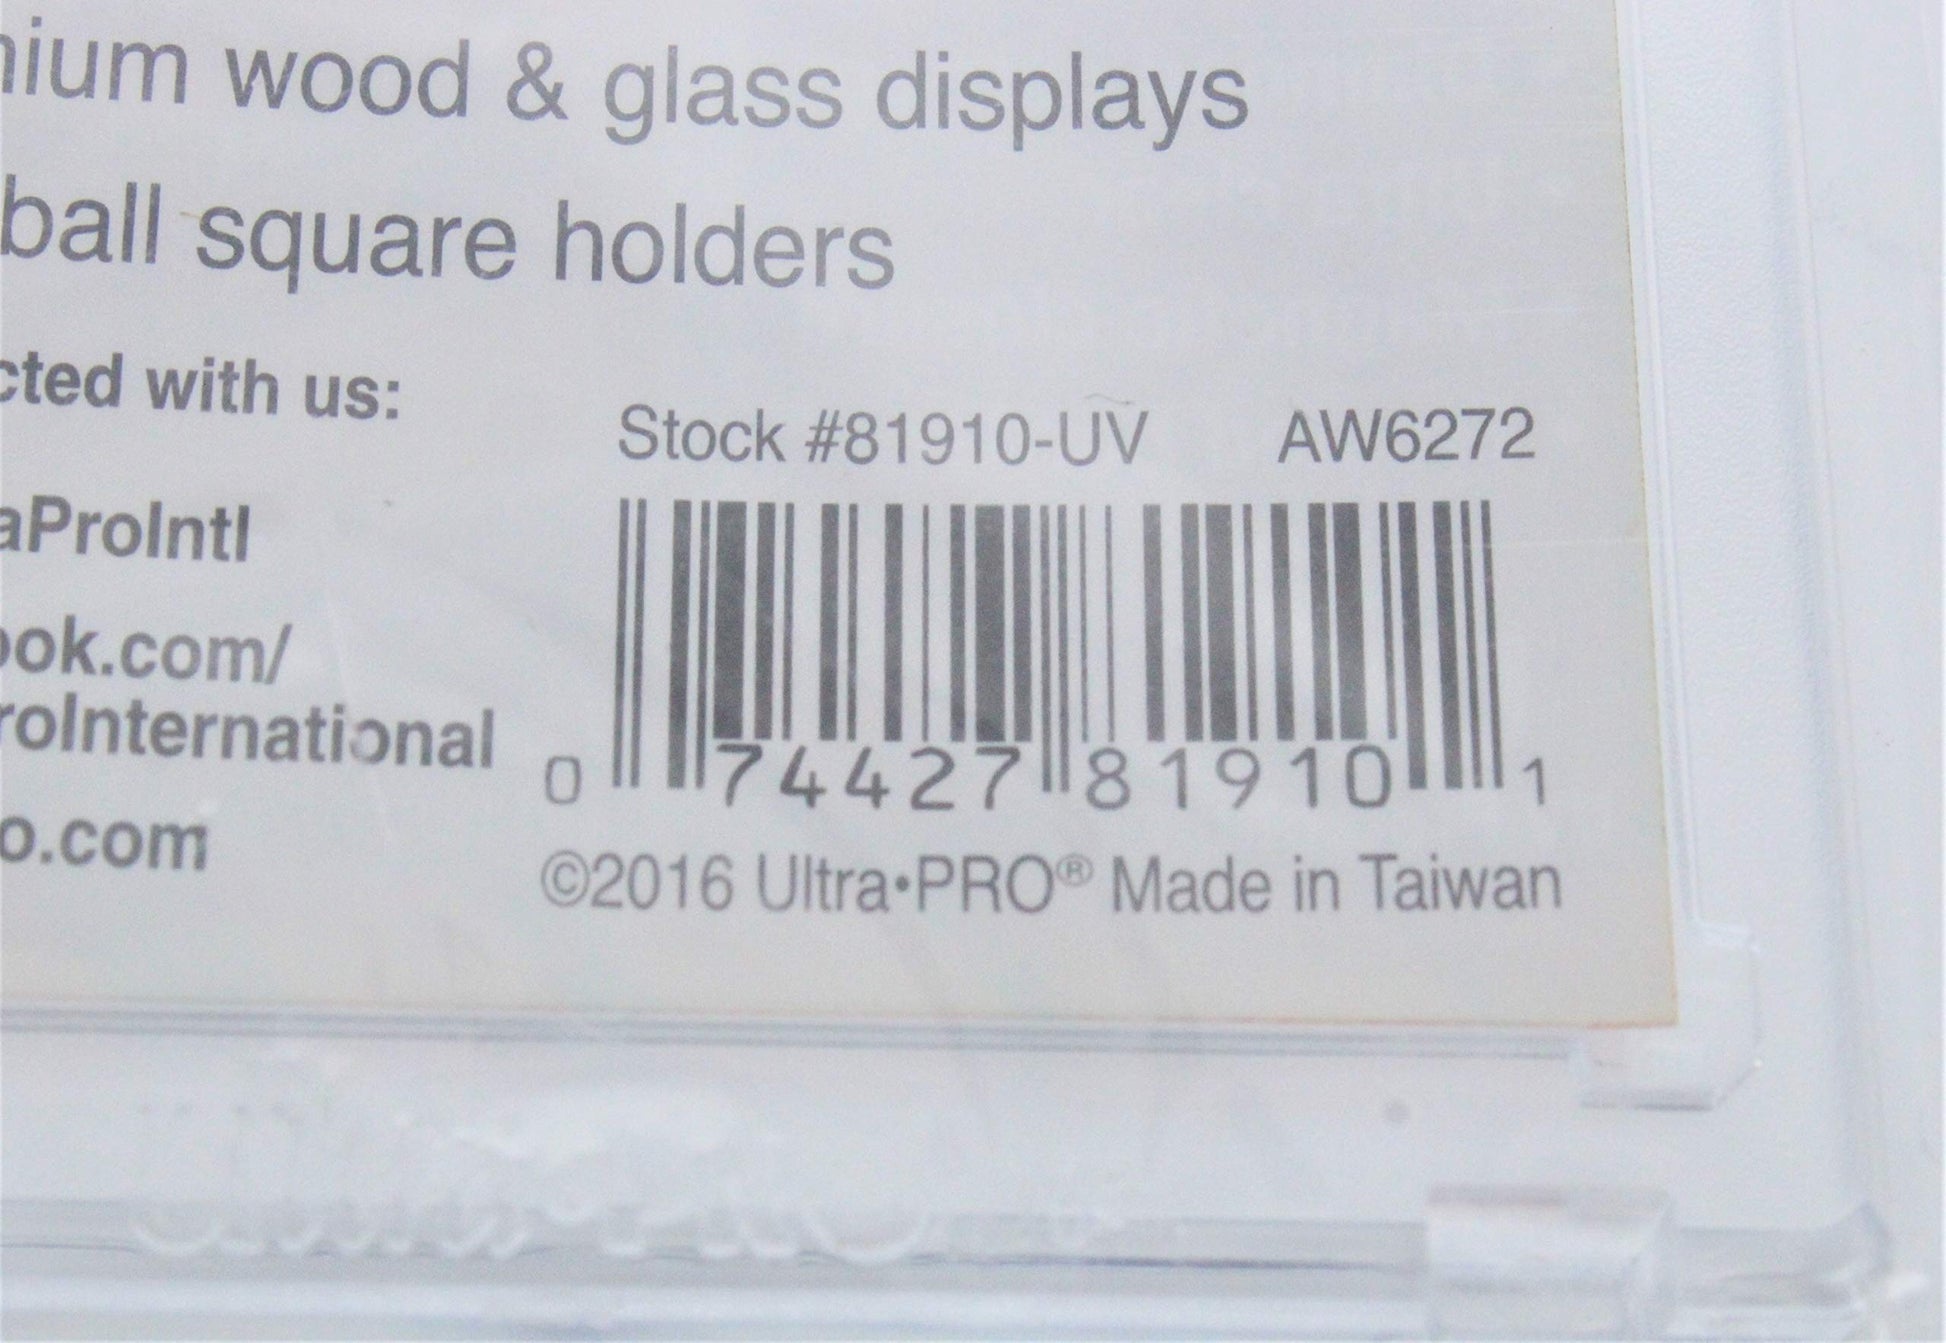 nium wood & glass displays
ball square holders
cted with us:
Stock #81910-UV AW6272
aProIntl
ook.com/
roInternational
0 74427 81910 1
o.com
©2016 Ultra•PRO® Made in Taiwan